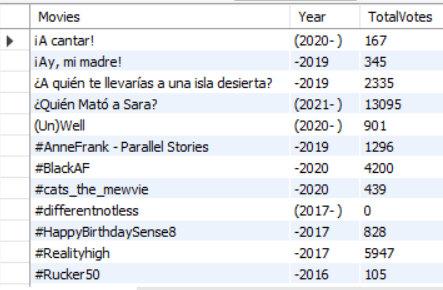 Movies Year TotalVotes
¡A cantar! (2020- ) 167
¡Ay, mi madre! -2019 345
¿A quién te llevarías a una isla desierta? -2019 2335
¿Quién Mató a Sara? (2021- ) 13095
(Un)Well (2020- ) 901
#AnneFrank - Parallel Stories -2019 1296
#BlackAF -2020 4200
#cats_the_mewvie -2020 439
#differentnotless (2017- ) 0
#HappyBirthdaySense8 -2017 828
#Realityhigh -2017 5947
#Rucker50 -2016 105